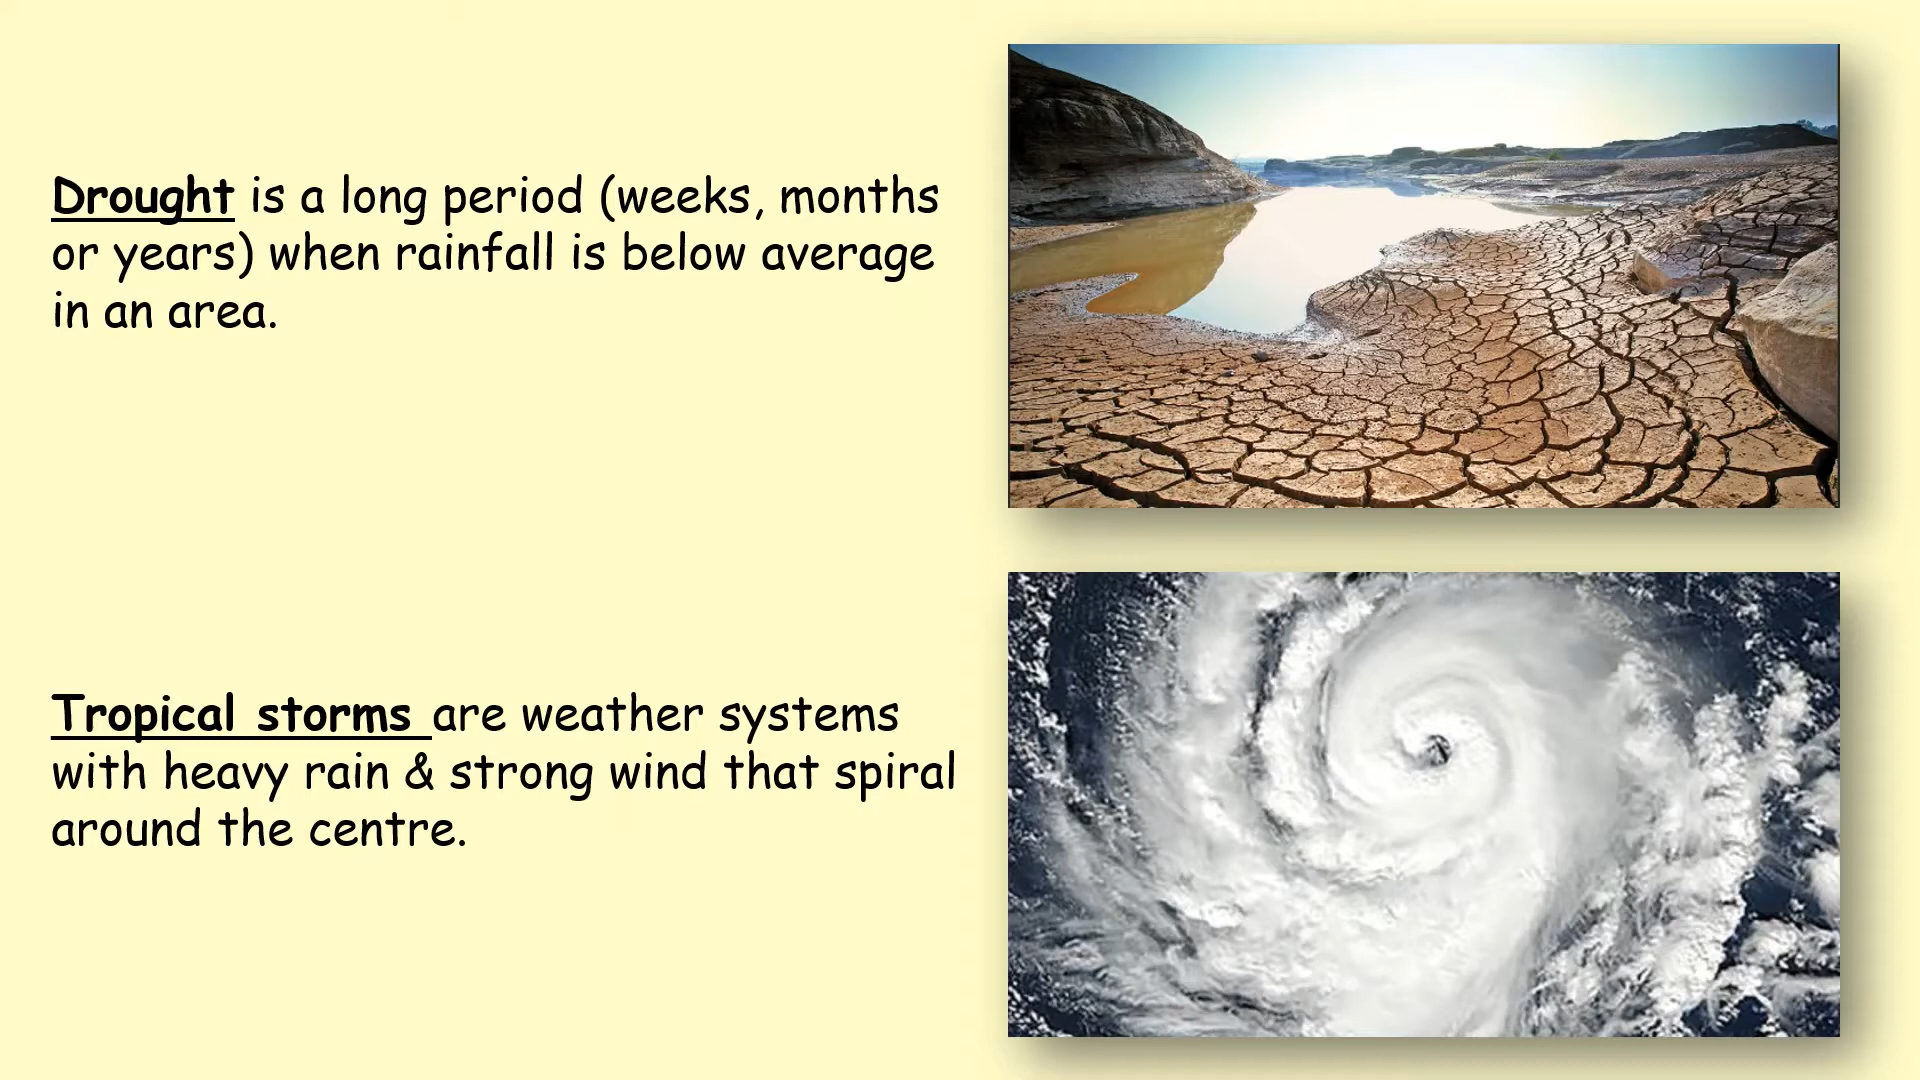 Drought is a long period (weeks, months
or years) when rainfall is below average
in an area.
Tropical storms are weather systems
with heavy rain & strong wind that spiral
around the centre.